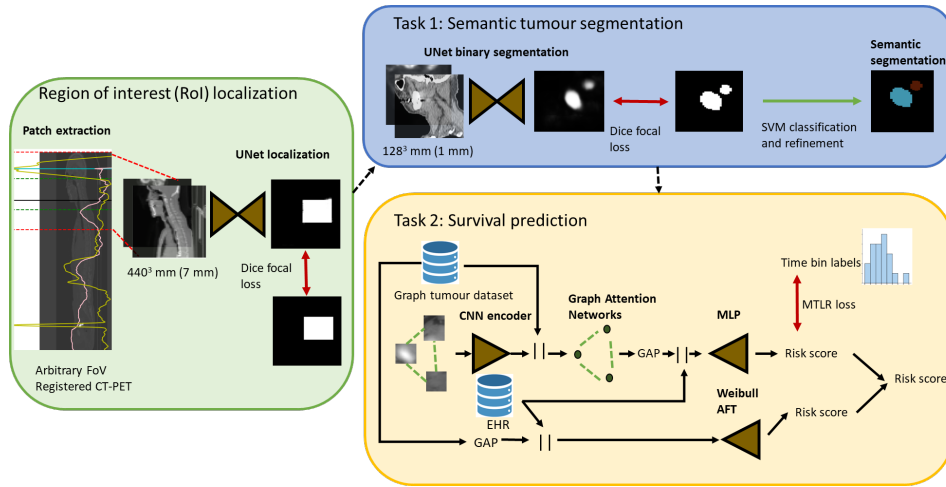 Region of interest (RoI) localization
Patch extraction
UNet localization
440³ mm (7 mm)
Dice focal
loss
Arbitrary FoV
Registered CT-PET
Task 1: Semantic tumour segmentation
UNet binary segmentation
Semantic
segmentation
128³ mm (1 mm)
Dice focal
loss
SVM classification
and refinement
Task 2: Survival prediction
Graph tumour dataset
Time bin labels
MTLR loss
CNN encoder
Graph Attention
Networks
MLP
| |
GAP
| |
Risk score
Risk score
EHR
Weibull
AFT
Risk score
GAP
| |